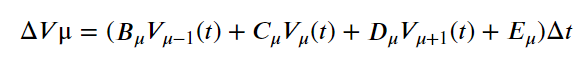 ΔVμ = (B_μV_{μ−1}(t) + C_μV_μ(t) + D_μV_{μ+1}(t) + E_μ)Δt